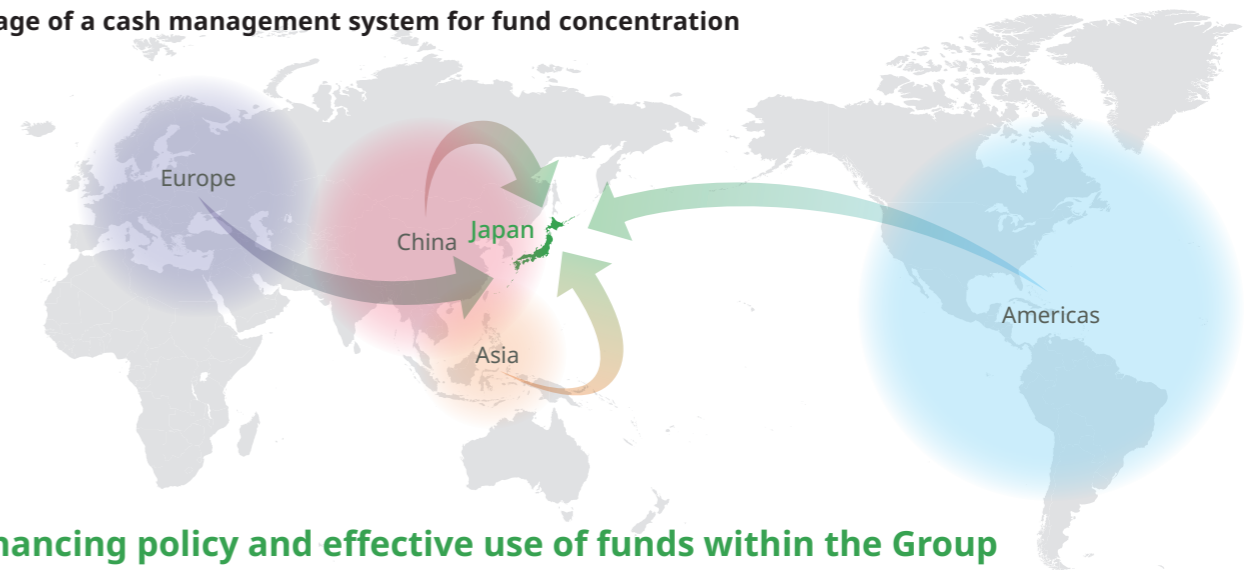 age of a cash management system for fund concentration
Europe
China
Japan
Americas
Asia
nancing policy and effective use of funds within the Group